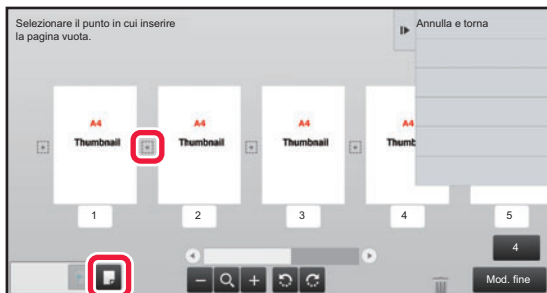 Selezionare il punto in cui inserire
la pagina vuota.
Annulla e torna
A4
Thumbnail
A4
Thumbnail
A4
Thumbnail
A4
1
2
3
4
5
4
Mod. fine